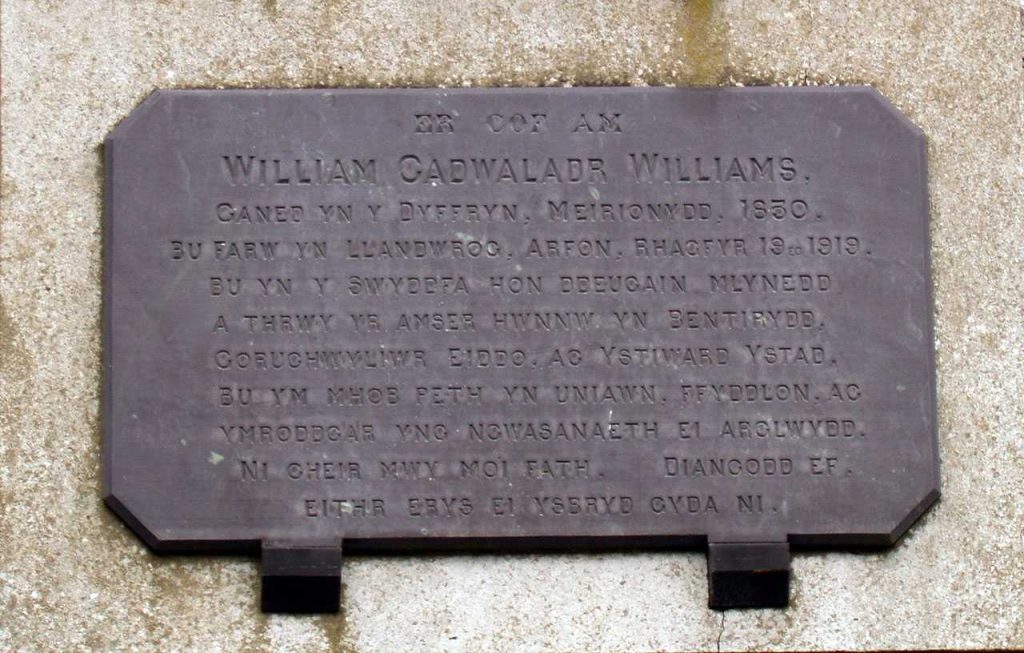 ER COF AM
WILLIAM CADWALADR WILLIAMS.
GANED YN Y DYFFRYN, MEIRIONYDD, 1850.
BU FARW YN LLANDWROG, ARFON, RHAGFYR 19EG 1919.
BU YN Y SWYDDFA HON DDEUGAIN MLYNEDD
A THRWY YR AMSER HWNNW YN BENTIRYDD,
GORUCHWYLIWR EIDDO, AC YSTIWARD YSTAD.
BU YM MHOB PETH YN UNIAWN, FFYDDLON, AC
YMRODDGAR YNG NGWASANAETH EI ARGLWYDD.
NI CHEIR MWY MOI FATH. DIANGODD EF.
EITHR ERYS EI YSBRYD GYDA NI.